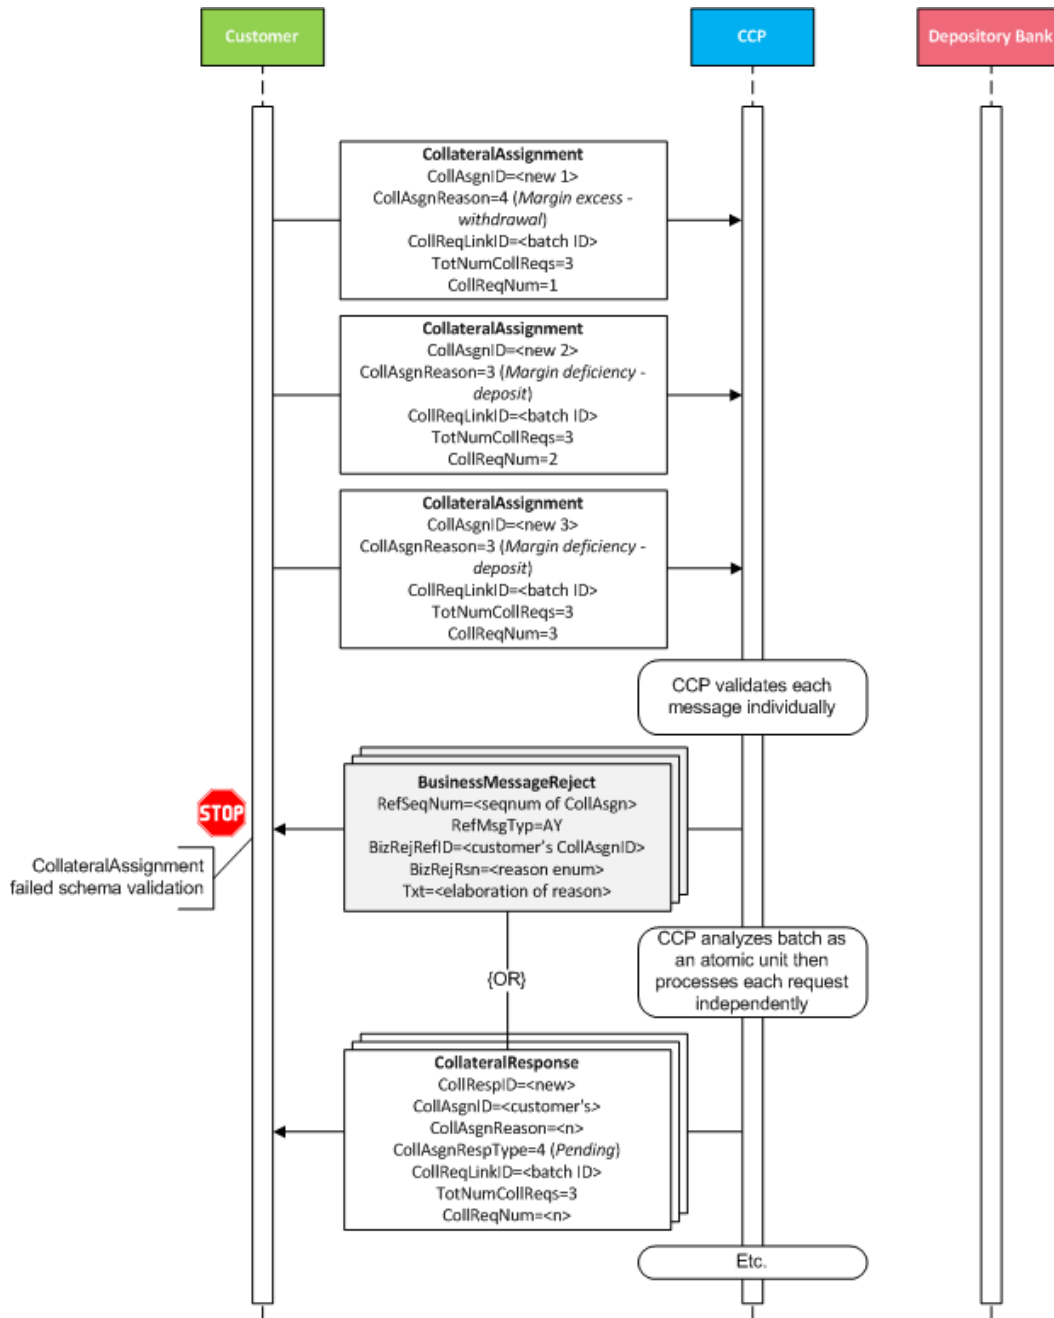 Customer
CCP
Depository Bank
CollateralAssignment
CollAsgnID=<new 1>
CollAsgnReason=4 (Margin excess -
withdrawal)
CollReqLinkID=<batch ID>
TotNumCollReqs=3
CollReqNum=1
CollateralAssignment
CollAsgnID=<new 2>
CollAsgnReason=3 (Margin deficiency -
deposit)
CollReqLinkID=<batch ID>
TotNumCollReqs=3
CollReqNum=2
CollateralAssignment
CollAsgnID=<new 3>
CollAsgnReason=3 (Margin deficiency -
deposit)
CollReqLinkID=<batch ID>
TotNumCollReqs=3
CollReqNum=3
CCP validates each
message individually
BusinessMessageReject
RefSeqNum=<seqnum of CollAsgn>
RefMsgTyp=AY
BizRejRefID=<customer's CollAsgnID>
BizRejRsn=<reason enum>
Txt=<elaboration of reason>
STOP
CollateralAssignment
failed schema validation
CCP analyzes batch as
an atomic unit then
processes each request
independently
{OR}
CollateralResponse
CollRespID=<new>
CollAsgnID=<customer's>
CollAsgnReason=<n>
CollAsgnRespType=4 (Pending)
CollReqLinkID=<batch ID>
TotNumCollReqs=3
CollReqNum=<n>
Etc.